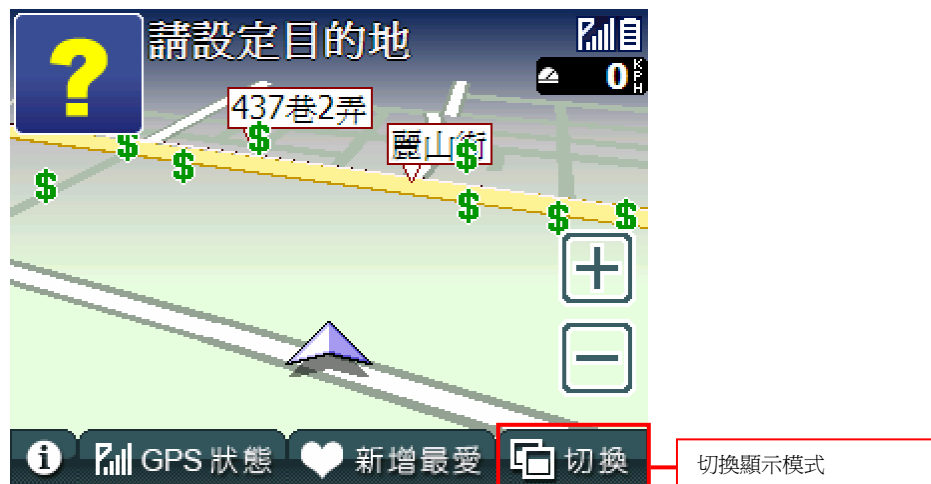 ?
請設定目的地
0 KPH
437巷2弄
麗山街
$ $ $ $ $ $ $ $
+
−
i
GPS 狀態
新增最愛
切換
切換顯示模式